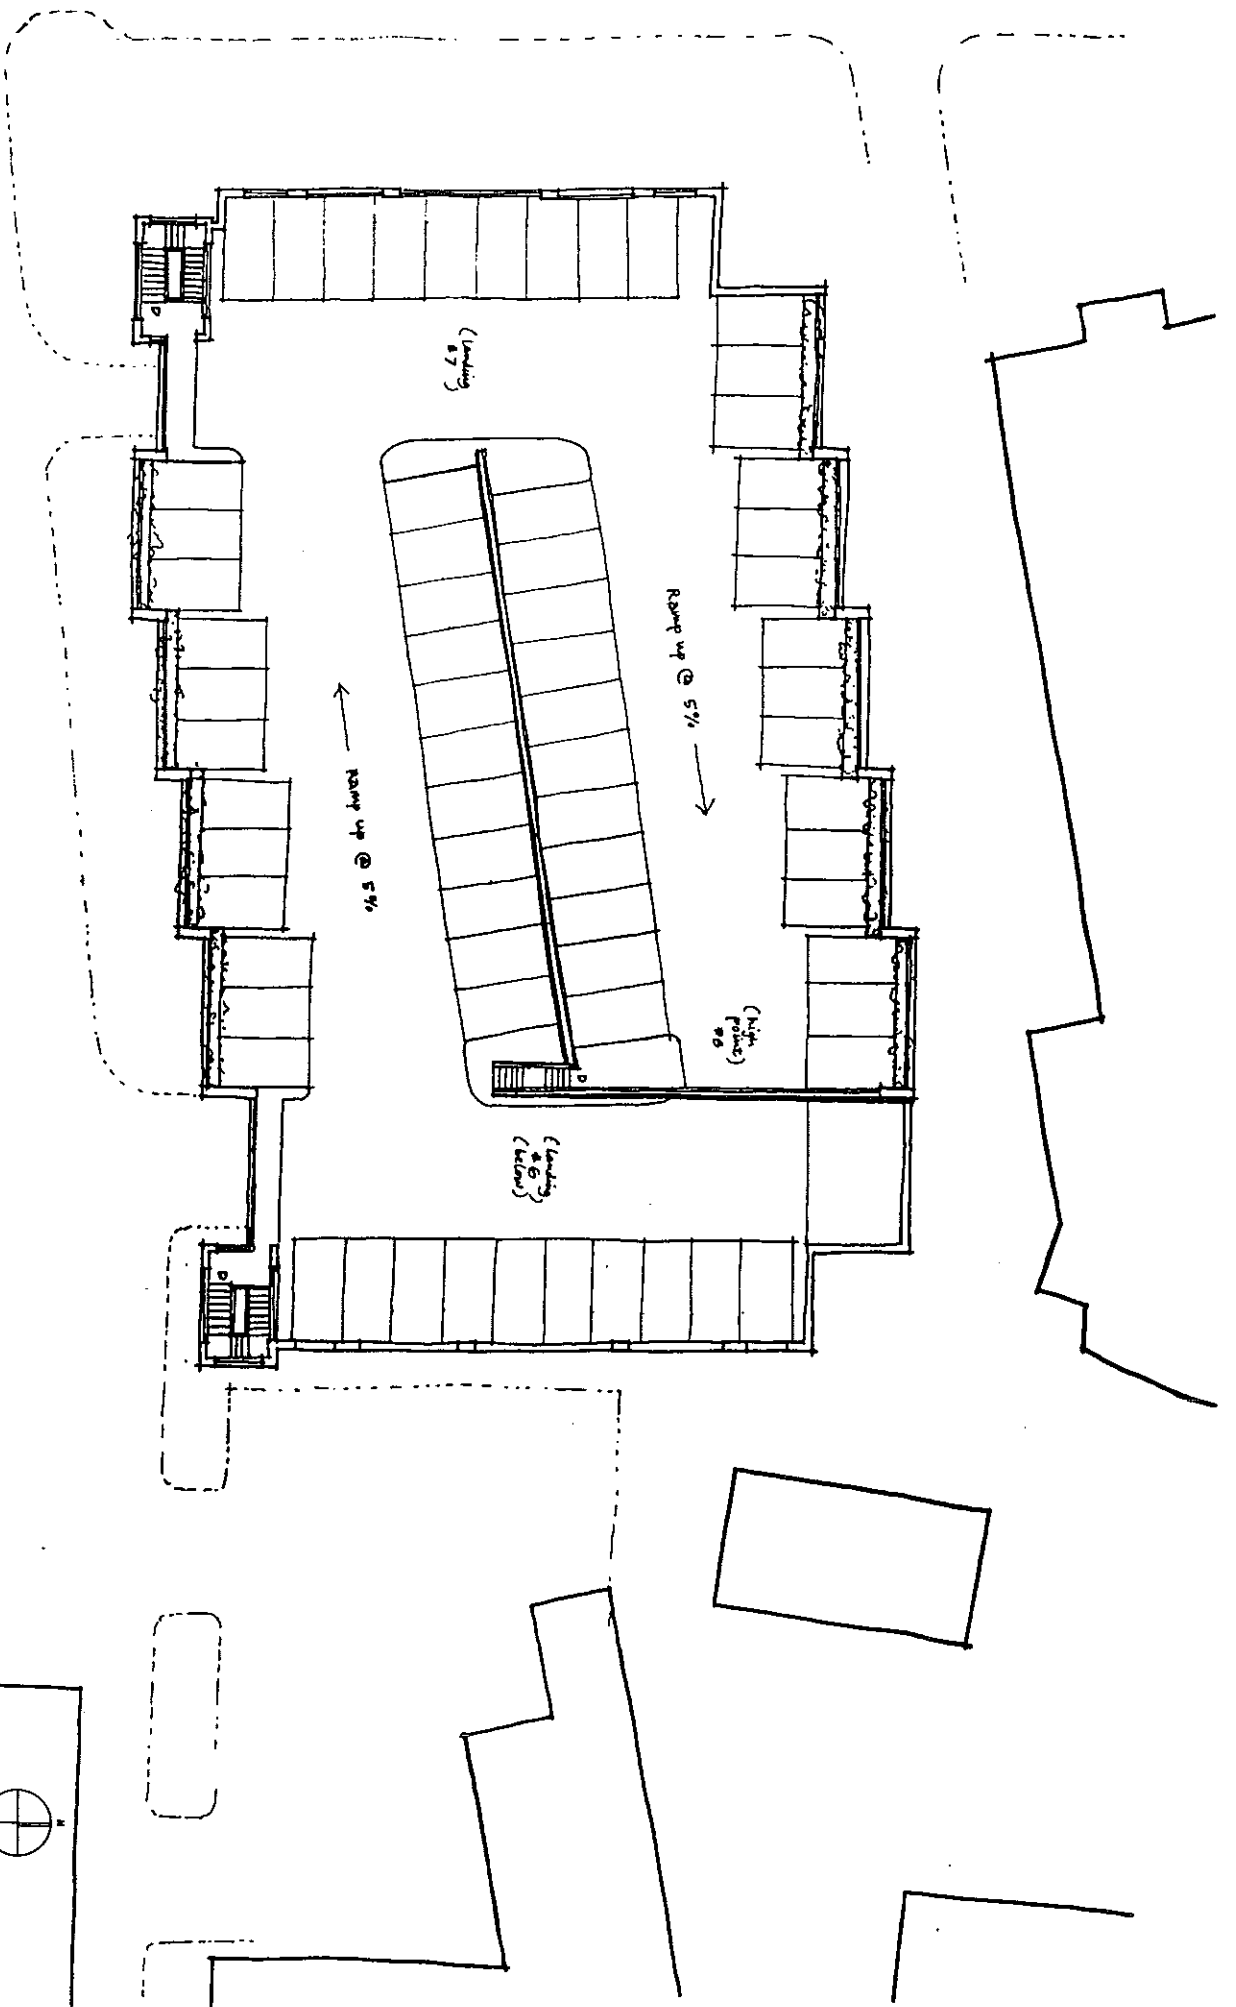 (landing
#7)
Ramp up @ 5%
Ramp up @ 5%
(high
point)
#8
(landing
#6)
(below)
D
D
D
N